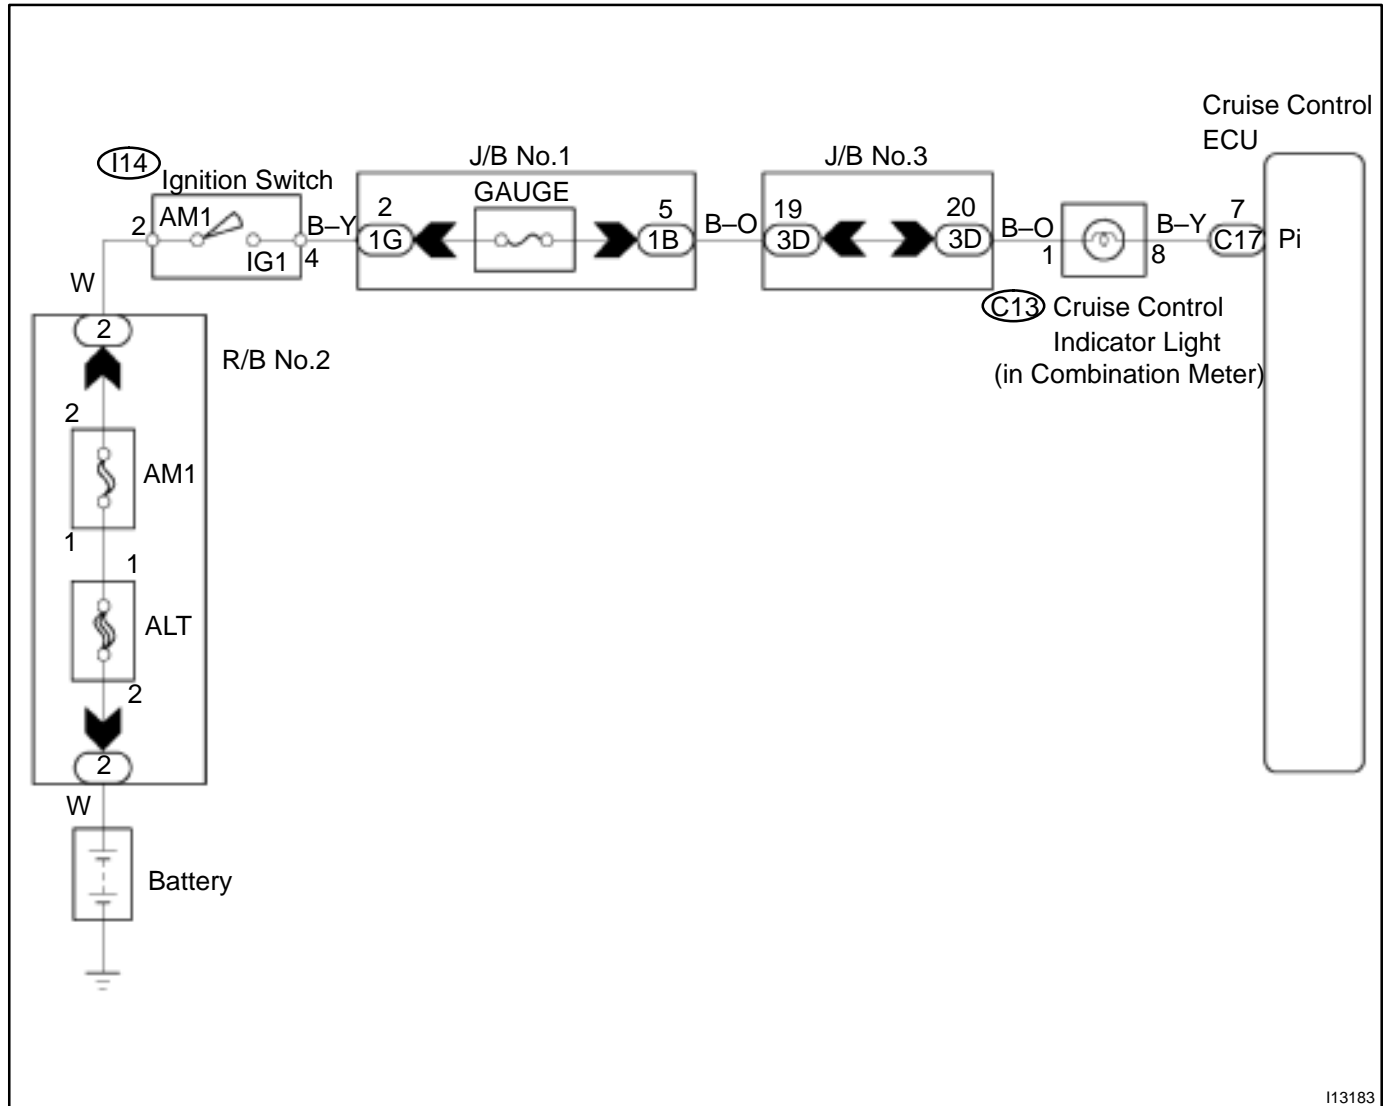 Cruise Control
ECU
I14
Ignition Switch
J/B No.1
J/B No.3
GAUGE
2
AM1
IG1
4
B–Y
2
1G
5
1B
B–O
19
3D
20
3D
B–O
1
8
B–Y
7
C17
Pi
C13 Cruise Control
Indicator Light
(in Combination Meter)
W
2
R/B No.2
2
AM1
1
1
ALT
2
2
W
Battery
I13183